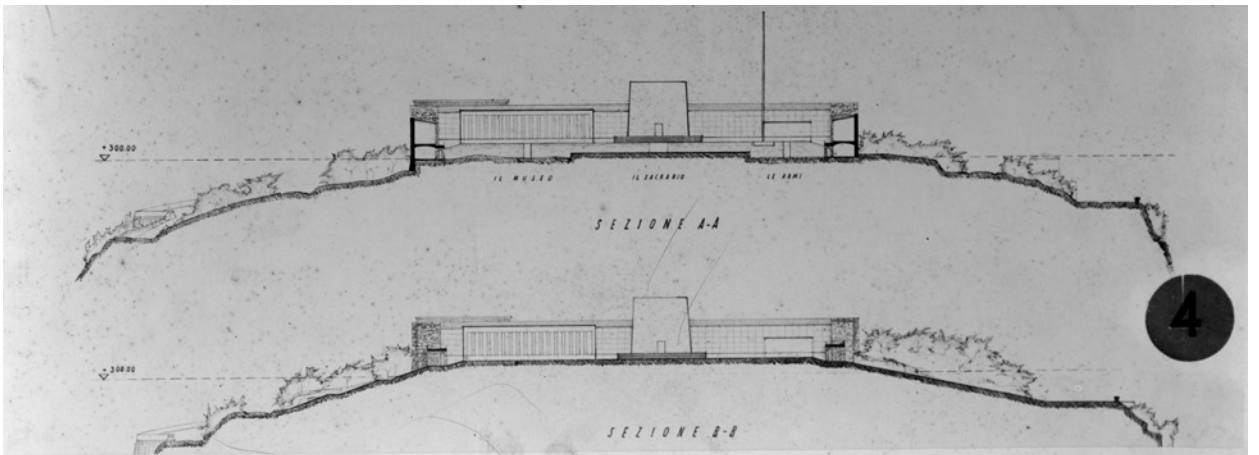 + 300.00
IL MUSEO
IL SACRARIO
LE ARMI
SEZIONE A-A
4
+ 300.00
SEZIONE B-B